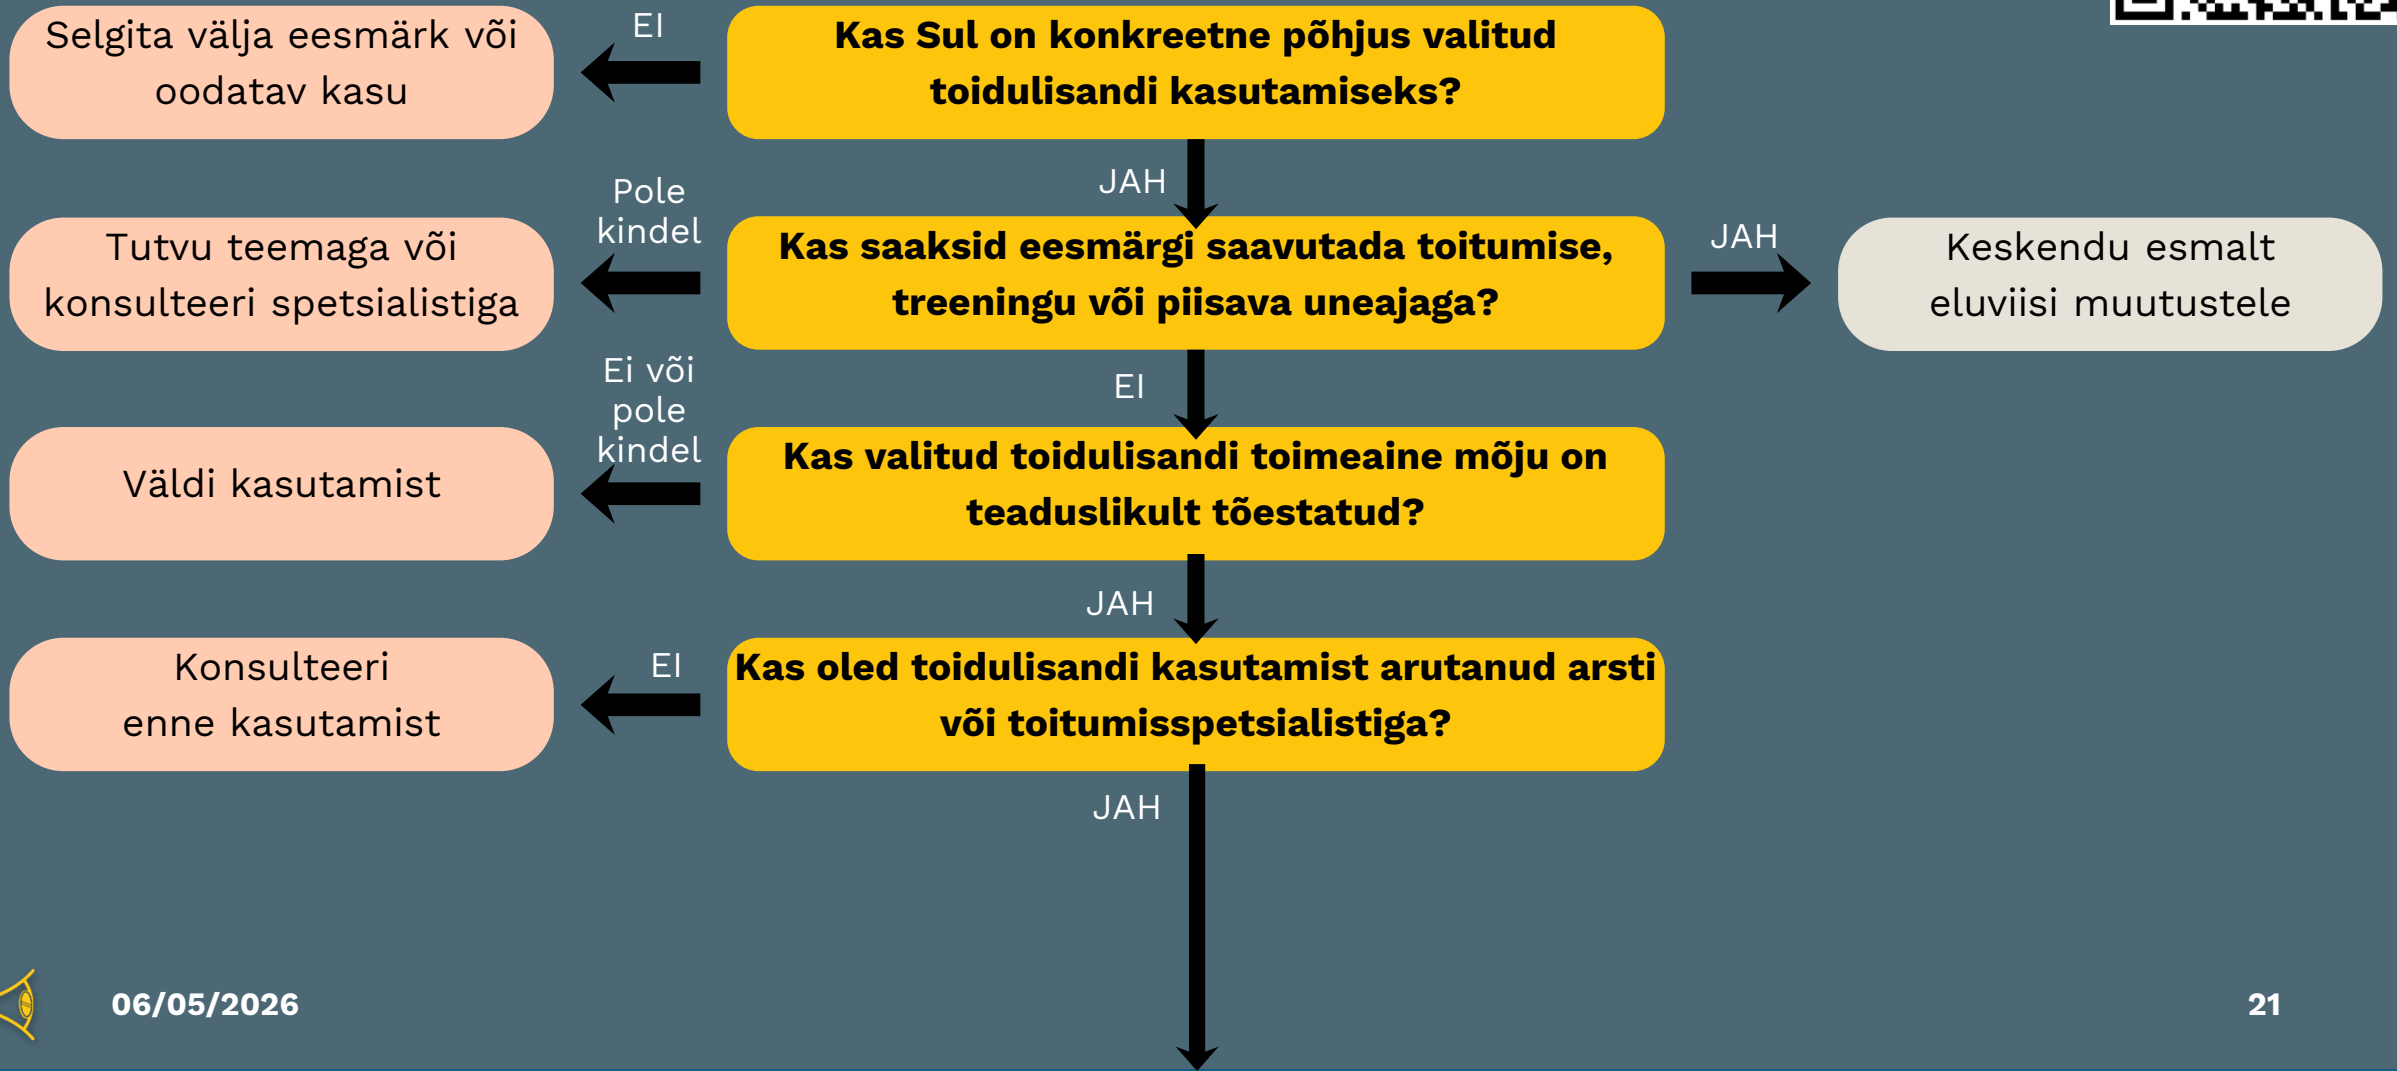 Selgita välja eesmärk või
oodatav kasu
EI
Kas Sul on konkreetne põhjus valitud
toidulisandi kasutamiseks?
JAH
Tutvu teemaga või
konsulteeri spetsialistiga
Pole
kindel
Kas saaksid eesmärgi saavutada toitumise,
treeningu või piisava uneajaga?
JAH
Keskendu esmalt
eluviisi muutustele
EI
Väldi kasutamist
Ei või
pole
kindel
Kas valitud toidulisandi toimeaine mõju on
teaduslikult tõestatud?
JAH
Konsulteeri
enne kasutamist
EI
Kas oled toidulisandi kasutamist arutanud arsti
või toitumisspetsialistiga?
JAH
06/05/2026
21